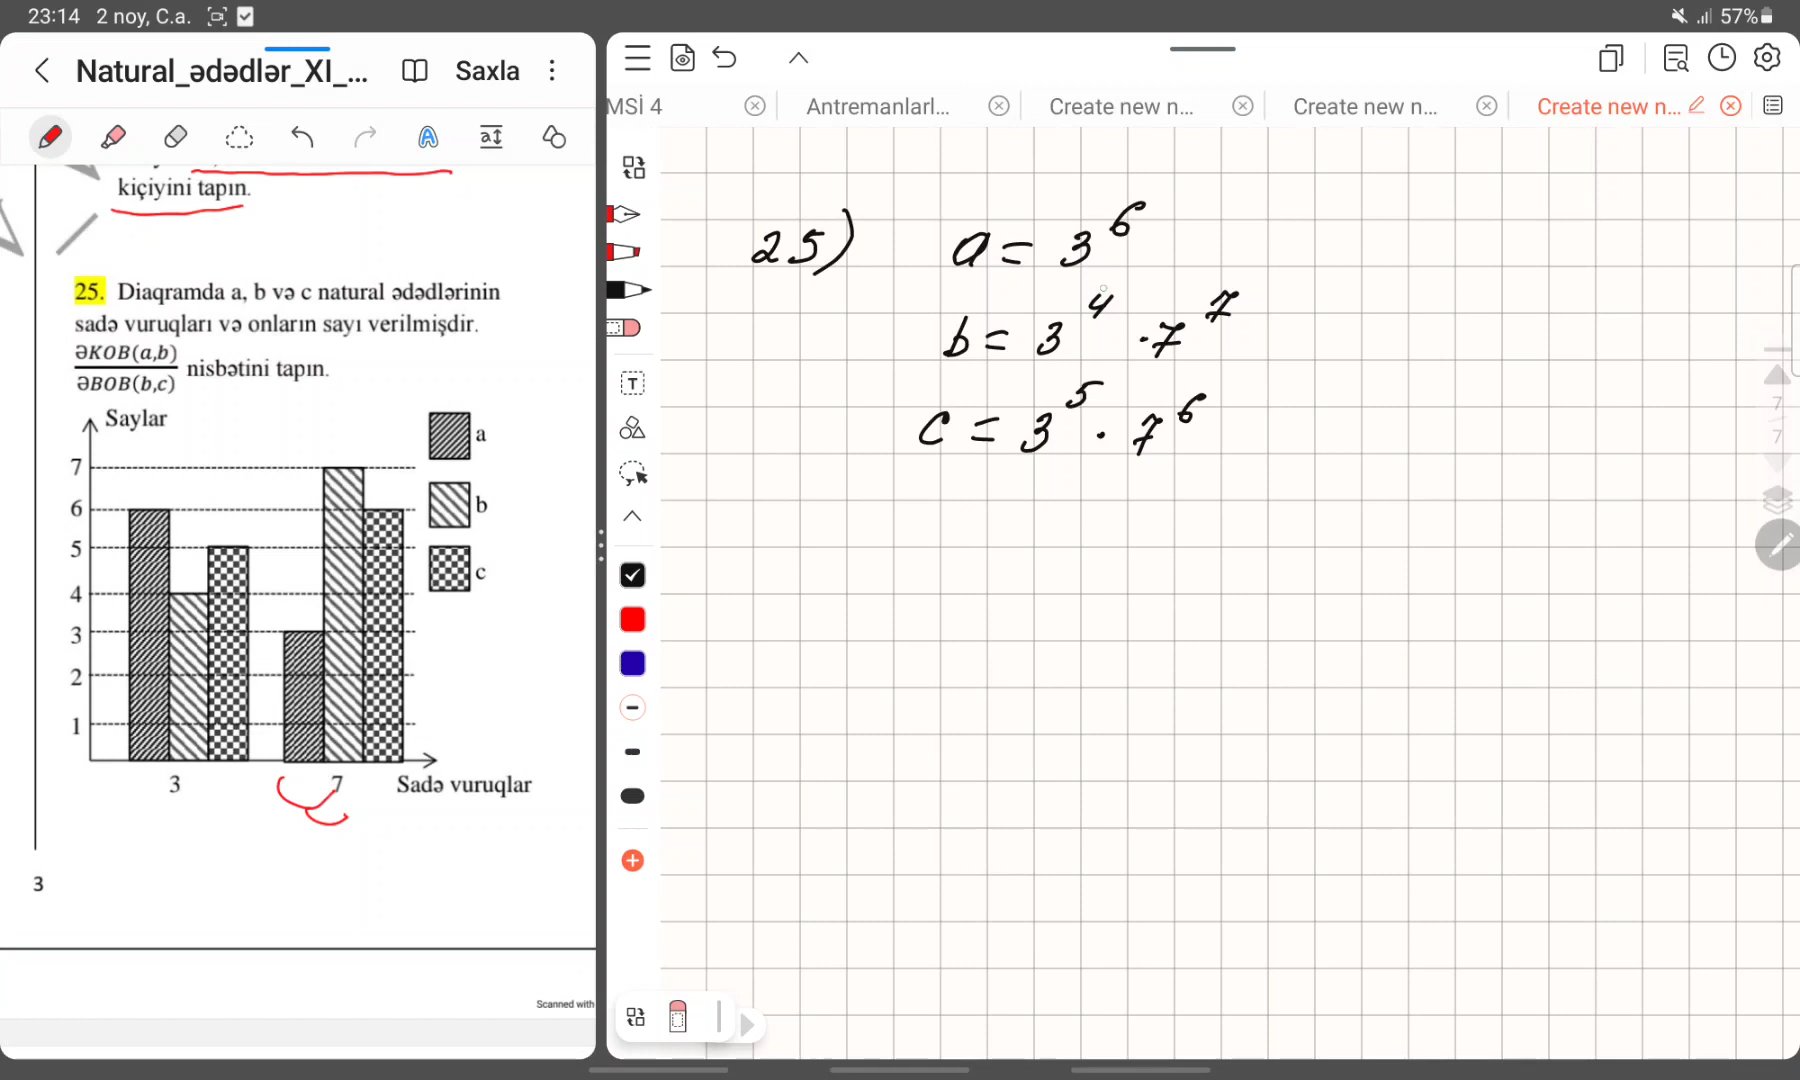 23:14 2 noy, C.a. 57%
Natural_ədədlər_XI_... Saxla
MSİ 4 Antremanlarl... Create new n... Create new n... Create new n...
kiçiyini tapın.
25. Diaqramda a, b və c natural ədədlərinin
sadə vuruqları və onların sayı verilmişdir.
ƏKOB(a,b)
ƏBOB(b,c) nisbətini tapın.
Saylar
a
b
c
7
6
5
4
3
2
1
3 7 Sadə vuruqlar
3
Scanned with
25) a = 3^6
b = 3^4 · 7^7
c = 3^5 · 7^6
7
7